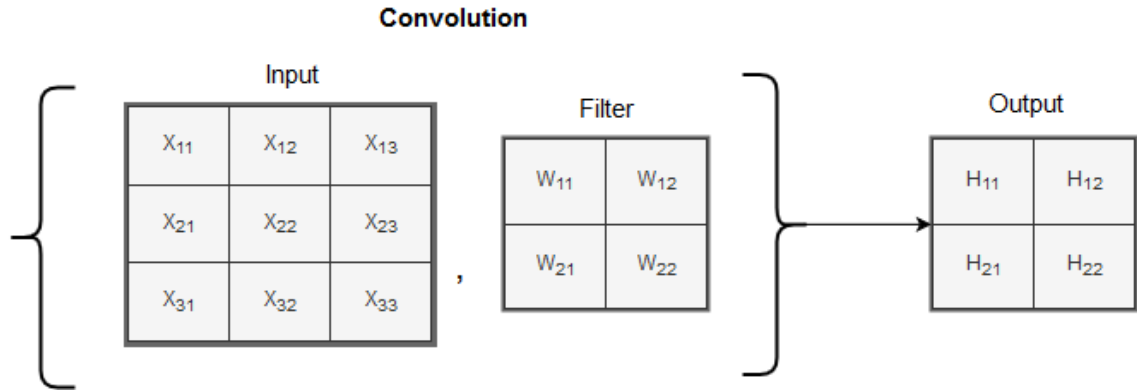 Convolution
Input
Filter
Output
X₁₁ X₁₂ X₁₃
X₂₁ X₂₂ X₂₃
X₃₁ X₃₂ X₃₃
,
W₁₁ W₁₂
W₂₁ W₂₂
H₁₁ H₁₂
H₂₁ H₂₂